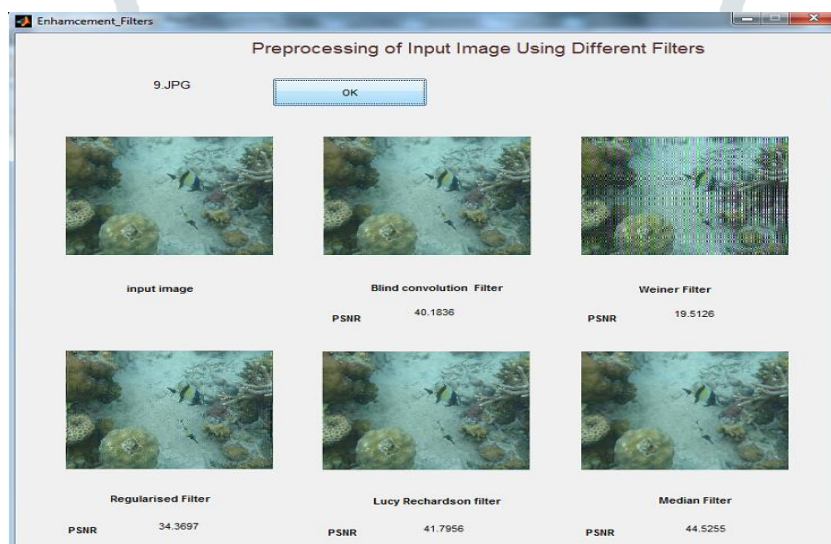 Enhamcement_Filters
Preprocessing of Input Image Using Different Filters
9.JPG
OK
input image
Blind convolution Filter
PSNR 40.1836
Weiner Filter
PSNR 19.5126
Regularised Filter
PSNR 34.3697
Lucy Rechardson filter
PSNR 41.7956
Median Filter
PSNR 44.5255